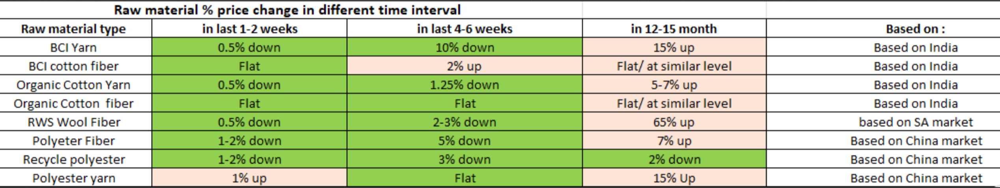 Raw material % price change in different time interval
Raw material type in last 1-2 weeks in last 4-6 weeks in 12-15 month Based on :
BCI Yarn 0.5% down 10% down 15% up Based on India
BCI cotton fiber Flat 2% up Flat/ at similar level Based on India
Organic Cotton Yarn 0.5% down 1.25% down 5-7% up Based on India
Organic Cotton fiber Flat Flat Flat/ at similar level Based on India
RWS Wool Fiber 0.5% down 2-3% down 65% up based on SA market
Polyeter Fiber 1-2% down 5% down 7% up Based on China market
Recycle polyester 1-2% down 3% down 2% down Based on China market
Polyester yarn 1% up Flat 15% Up Based on China market